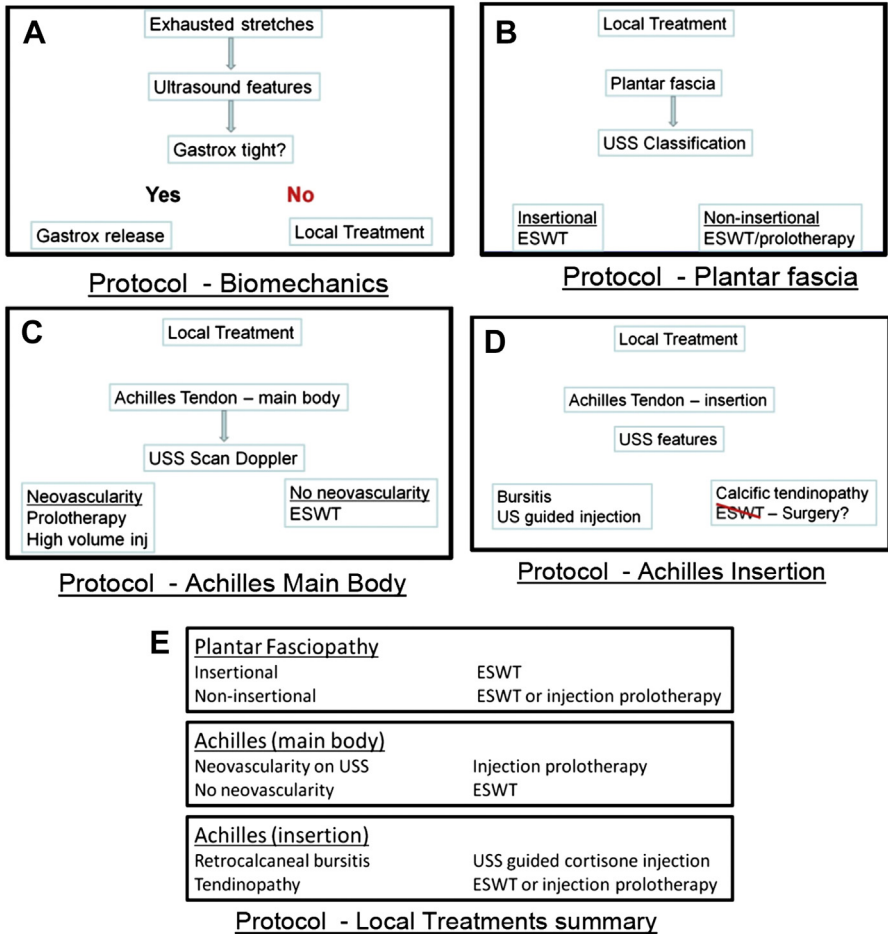 A
Exhausted stretches
Ultrasound features
Gastrox tight?
Yes No
Gastrox release Local Treatment
Protocol - Biomechanics
B
Local Treatment
Plantar fascia
USS Classification
Insertional
ESWT
Non-insertional
ESWT/prolotherapy
Protocol - Plantar fascia
C
Local Treatment
Achilles Tendon – main body
USS Scan Doppler
Neovascularity
Prolotherapy
High volume inj
No neovascularity
ESWT
Protocol - Achilles Main Body
D
Local Treatment
Achilles Tendon – insertion
USS features
Bursitis
US guided injection
Calcific tendinopathy
ESWT – Surgery?
Protocol - Achilles Insertion
E
Plantar Fasciopathy
Insertional ESWT
Non-insertional ESWT or injection prolotherapy
Achilles (main body)
Neovascularity on USS Injection prolotherapy
No neovascularity ESWT
Achilles (insertion)
Retrocalcaneal bursitis USS guided cortisone injection
Tendinopathy ESWT or injection prolotherapy
Protocol - Local Treatments summary